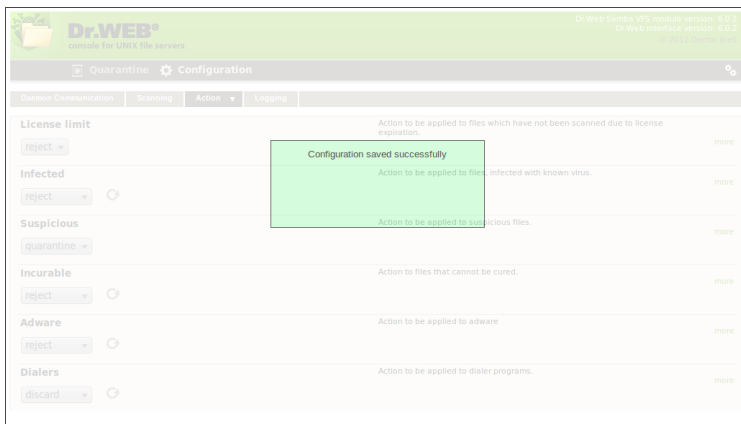 Dr.WEB®
console for UNIX file servers
Dr.Web Samba VFS module version: 6.0.2
Dr.Web interface version: 6.0.2
© 2012 Doctor Web
Quarantine Configuration
Daemon Communication Scanning Action Logging
License limit
Action to be applied to files which have not been scanned due to license
expiration.
reject
more
Configuration saved successfully
Infected
Action to be applied to files, infected with known virus.
reject
more
Suspicious
Action to be applied to suspicious files.
quarantine
more
Incurable
Action to files that cannot be cured.
reject
more
Adware
Action to be applied to adware
reject
more
Dialers
Action to be applied to dialer programs.
discard
more